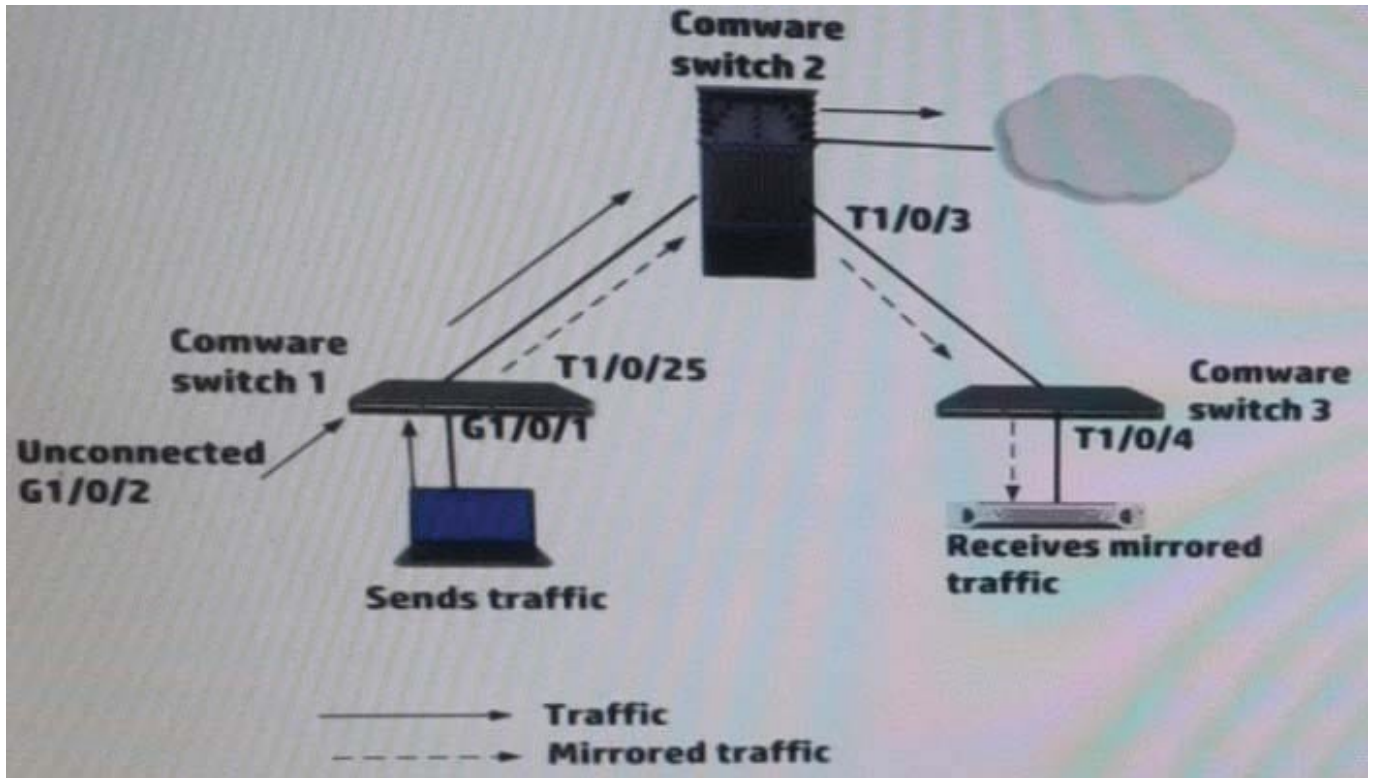 Comware
switch 2
T1/0/3
Comware
switch 1
T1/0/25
Comware
switch 3
G1/0/1
T1/0/4
Unconnected
G1/0/2
Receives mirrored
traffic
Sends traffic
Traffic
Mirrored traffic